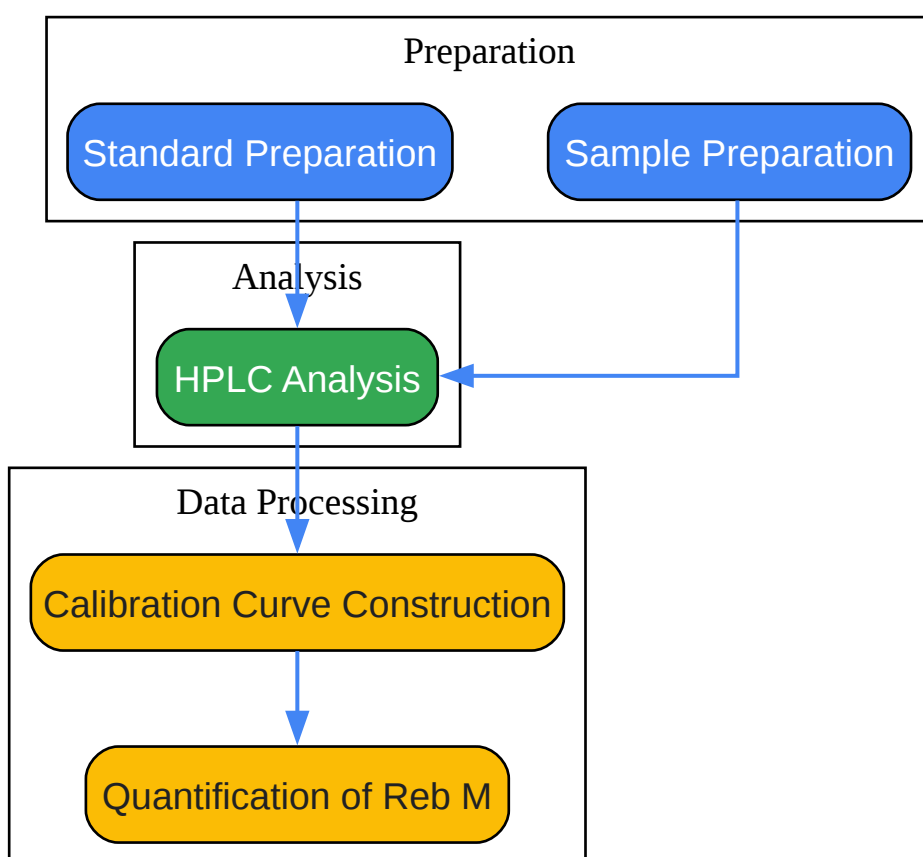 Preparation
Standard Preparation
Sample Preparation
Analysis
HPLC Analysis
Data Processing
Calibration Curve Construction
Quantification of Reb M